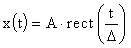 x(t) = A · rect(t/Δ)